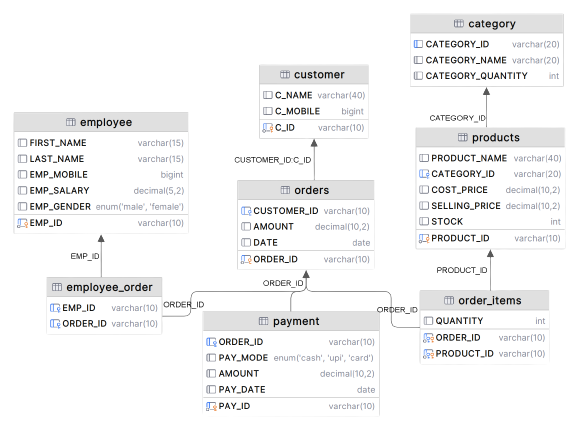 category
CATEGORY_ID varchar(20)
CATEGORY_NAME varchar(20)
CATEGORY_QUANTITY int
customer
C_NAME varchar(40)
C_MOBILE bigint
C_ID varchar(10)
employee
FIRST_NAME varchar(15)
LAST_NAME varchar(15)
EMP_MOBILE bigint
EMP_SALARY decimal(5,2)
EMP_GENDER enum('male', 'female')
EMP_ID varchar(10)
CATEGORY_ID
products
PRODUCT_NAME varchar(40)
CATEGORY_ID varchar(20)
COST_PRICE decimal(10,2)
SELLING_PRICE decimal(10,2)
STOCK int
PRODUCT_ID varchar(10)
CUSTOMER_ID:C_ID
orders
CUSTOMER_ID varchar(10)
AMOUNT decimal(10,2)
DATE date
ORDER_ID varchar(10)
EMP_ID
PRODUCT_ID
employee_order
EMP_ID varchar(10)
ORDER_ID varchar(10)
ORDER_ID
ORDER_ID
ORDER_ID
order_items
QUANTITY int
ORDER_ID varchar(10)
PRODUCT_ID varchar(10)
payment
ORDER_ID varchar(10)
PAY_MODE enum('cash', 'upi', 'card')
AMOUNT decimal(10,2)
PAY_DATE date
PAY_ID varchar(10)